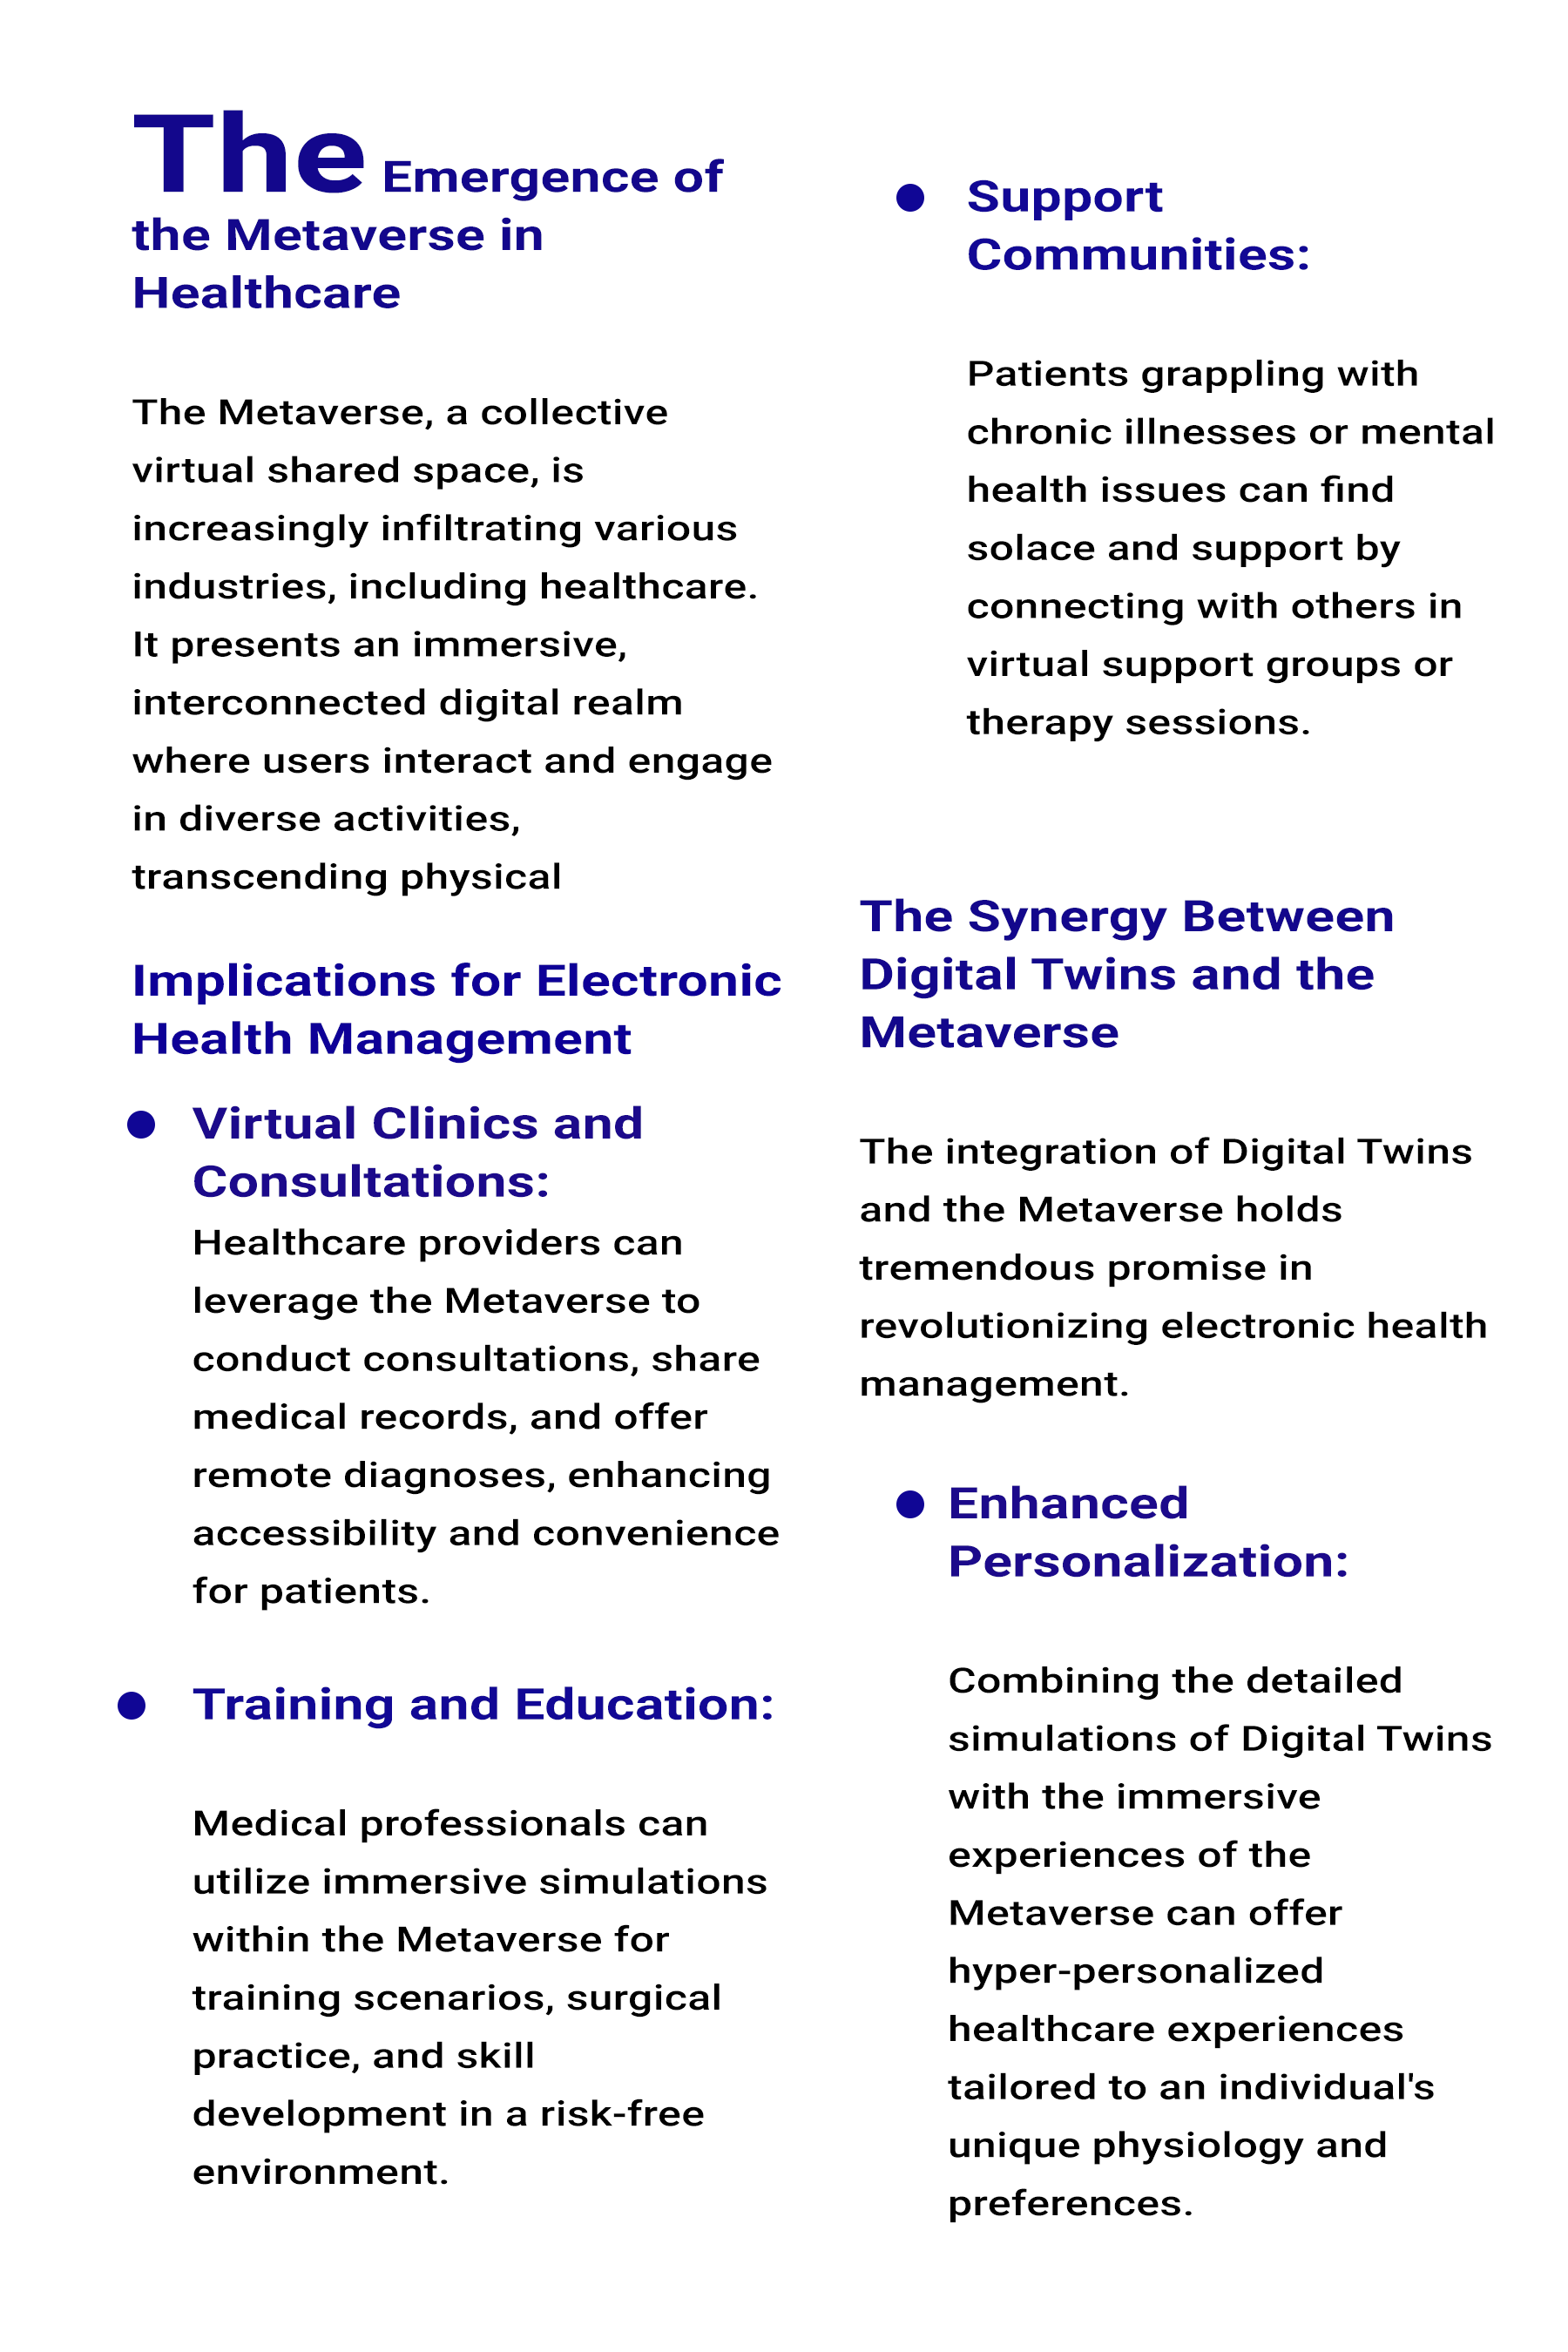 The Emergence of
the Metaverse in
Healthcare
The Metaverse, a collective
virtual shared space, is
increasingly infiltrating various
industries, including healthcare.
It presents an immersive,
interconnected digital realm
where users interact and engage
in diverse activities,
transcending physical
Implications for Electronic
Health Management
● Virtual Clinics and
Consultations:
Healthcare providers can
leverage the Metaverse to
conduct consultations, share
medical records, and offer
remote diagnoses, enhancing
accessibility and convenience
for patients.
● Training and Education:
Medical professionals can
utilize immersive simulations
within the Metaverse for
training scenarios, surgical
practice, and skill
development in a risk-free
environment.
● Support
Communities:
Patients grappling with
chronic illnesses or mental
health issues can find
solace and support by
connecting with others in
virtual support groups or
therapy sessions.
The Synergy Between
Digital Twins and the
Metaverse
The integration of Digital Twins
and the Metaverse holds
tremendous promise in
revolutionizing electronic health
management.
● Enhanced
Personalization:
Combining the detailed
simulations of Digital Twins
with the immersive
experiences of the
Metaverse can offer
hyper-personalized
healthcare experiences
tailored to an individual's
unique physiology and
preferences.